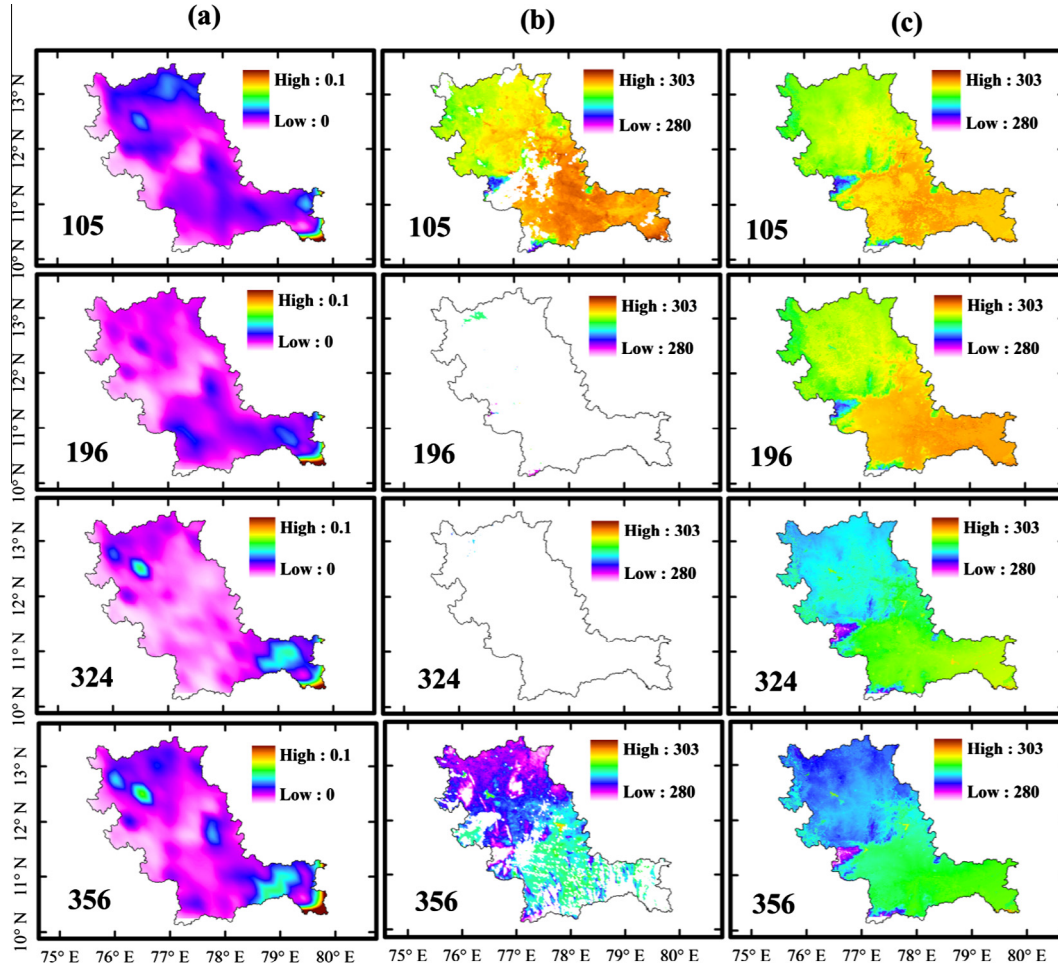 (a) (b) (c)
High : 0.1 High : 303 High : 303
Low : 0 Low : 280 Low : 280
13° N
12° N
11° N
10° N
105 105 105
High : 0.1 High : 303 High : 303
Low : 0 Low : 280 Low : 280
13° N
12° N
11° N
10° N
196 196 196
High : 0.1 High : 303 High : 303
Low : 0 Low : 280 Low : 280
13° N
12° N
11° N
10° N
324 324 324
High : 0.1 High : 303 High : 303
Low : 0 Low : 280 Low : 280
13° N
12° N
11° N
10° N
356 356 356
75° E 76° E 77° E 78° E 79° E 80° E 75° E 76° E 77° E 78° E 79° E 80° E 75° E 76° E 77° E 78° E 79° E 80° E